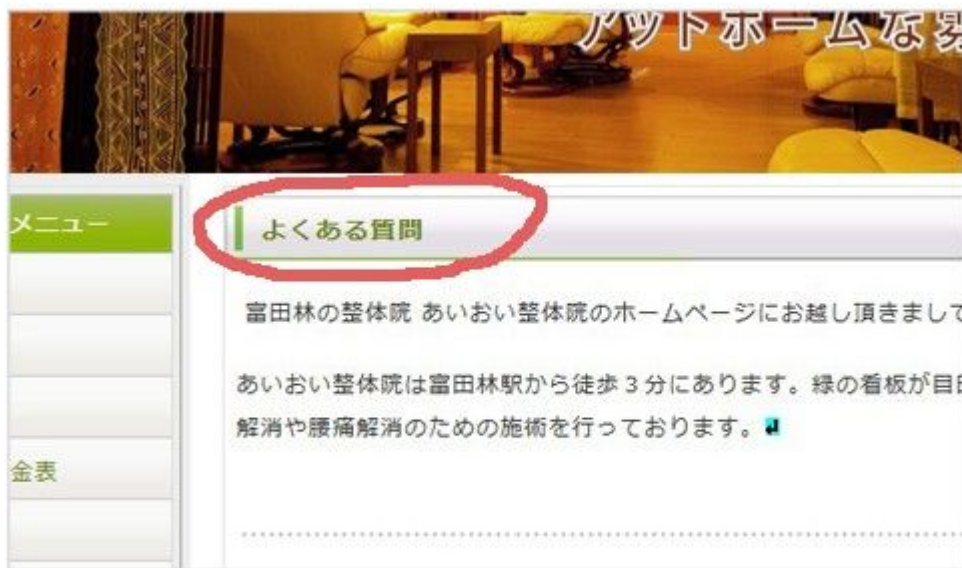 アットホームな
メニュー
よくある質問
富田林の整体院 あいおい整体院のホームページにお越し頂きまして
あいおい整体院は富田林駅から徒歩３分にあります。緑の看板が目
解消や腰痛解消のための施術を行っております。
金表